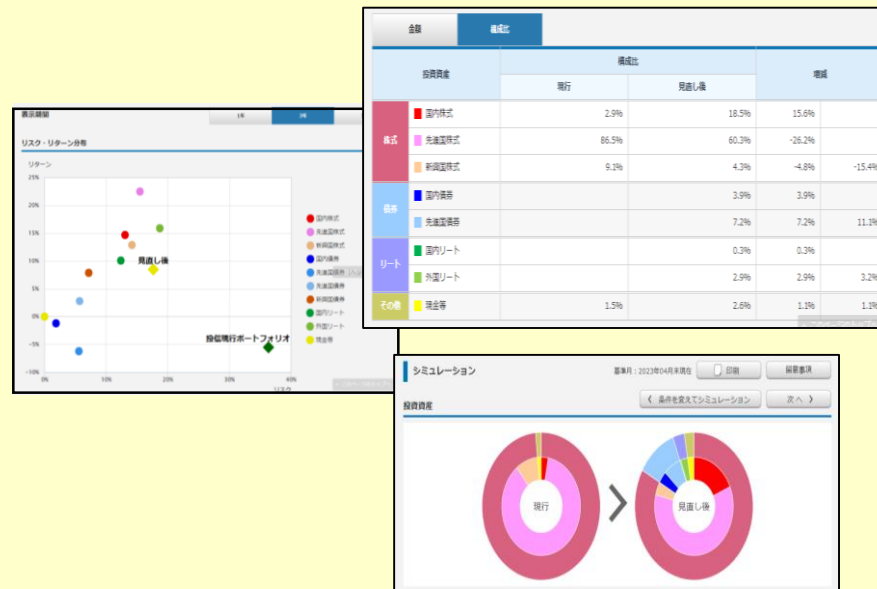 金額
構成比
投資資産
構成比
増減
現行
見直し後
株式
国内株式
2.9%
18.5%
15.6%
先進国株式
86.5%
60.3%
-26.2%
新興国株式
9.1%
4.3%
-4.8%
-15.4%
債券
国内債券
3.9%
3.9%
先進国債券
7.2%
7.2%
11.1%
リート
国内リート
0.3%
0.3%
外国リート
2.9%
2.9%
3.2%
その他
現金等
1.5%
2.6%
1.1%
1.1%
表示期間
1年
3年
リスク・リターン分布
リターン
25%
20%
15%
10%
5%
0%
-5%
-10%
0%
10%
20%
30%
40%
リスク
見直し後
投信現行ポートフォリオ
国内株式
先進国株式
新興国株式
国内債券
先進国債券
先進国債券
新興国債券
国内リート
外国リート
現金等
シミュレーション
基準月:2023年04月末現在
印刷
留意事項
条件を変えてシミュレーション
次へ
投資資産
現行
見直し後